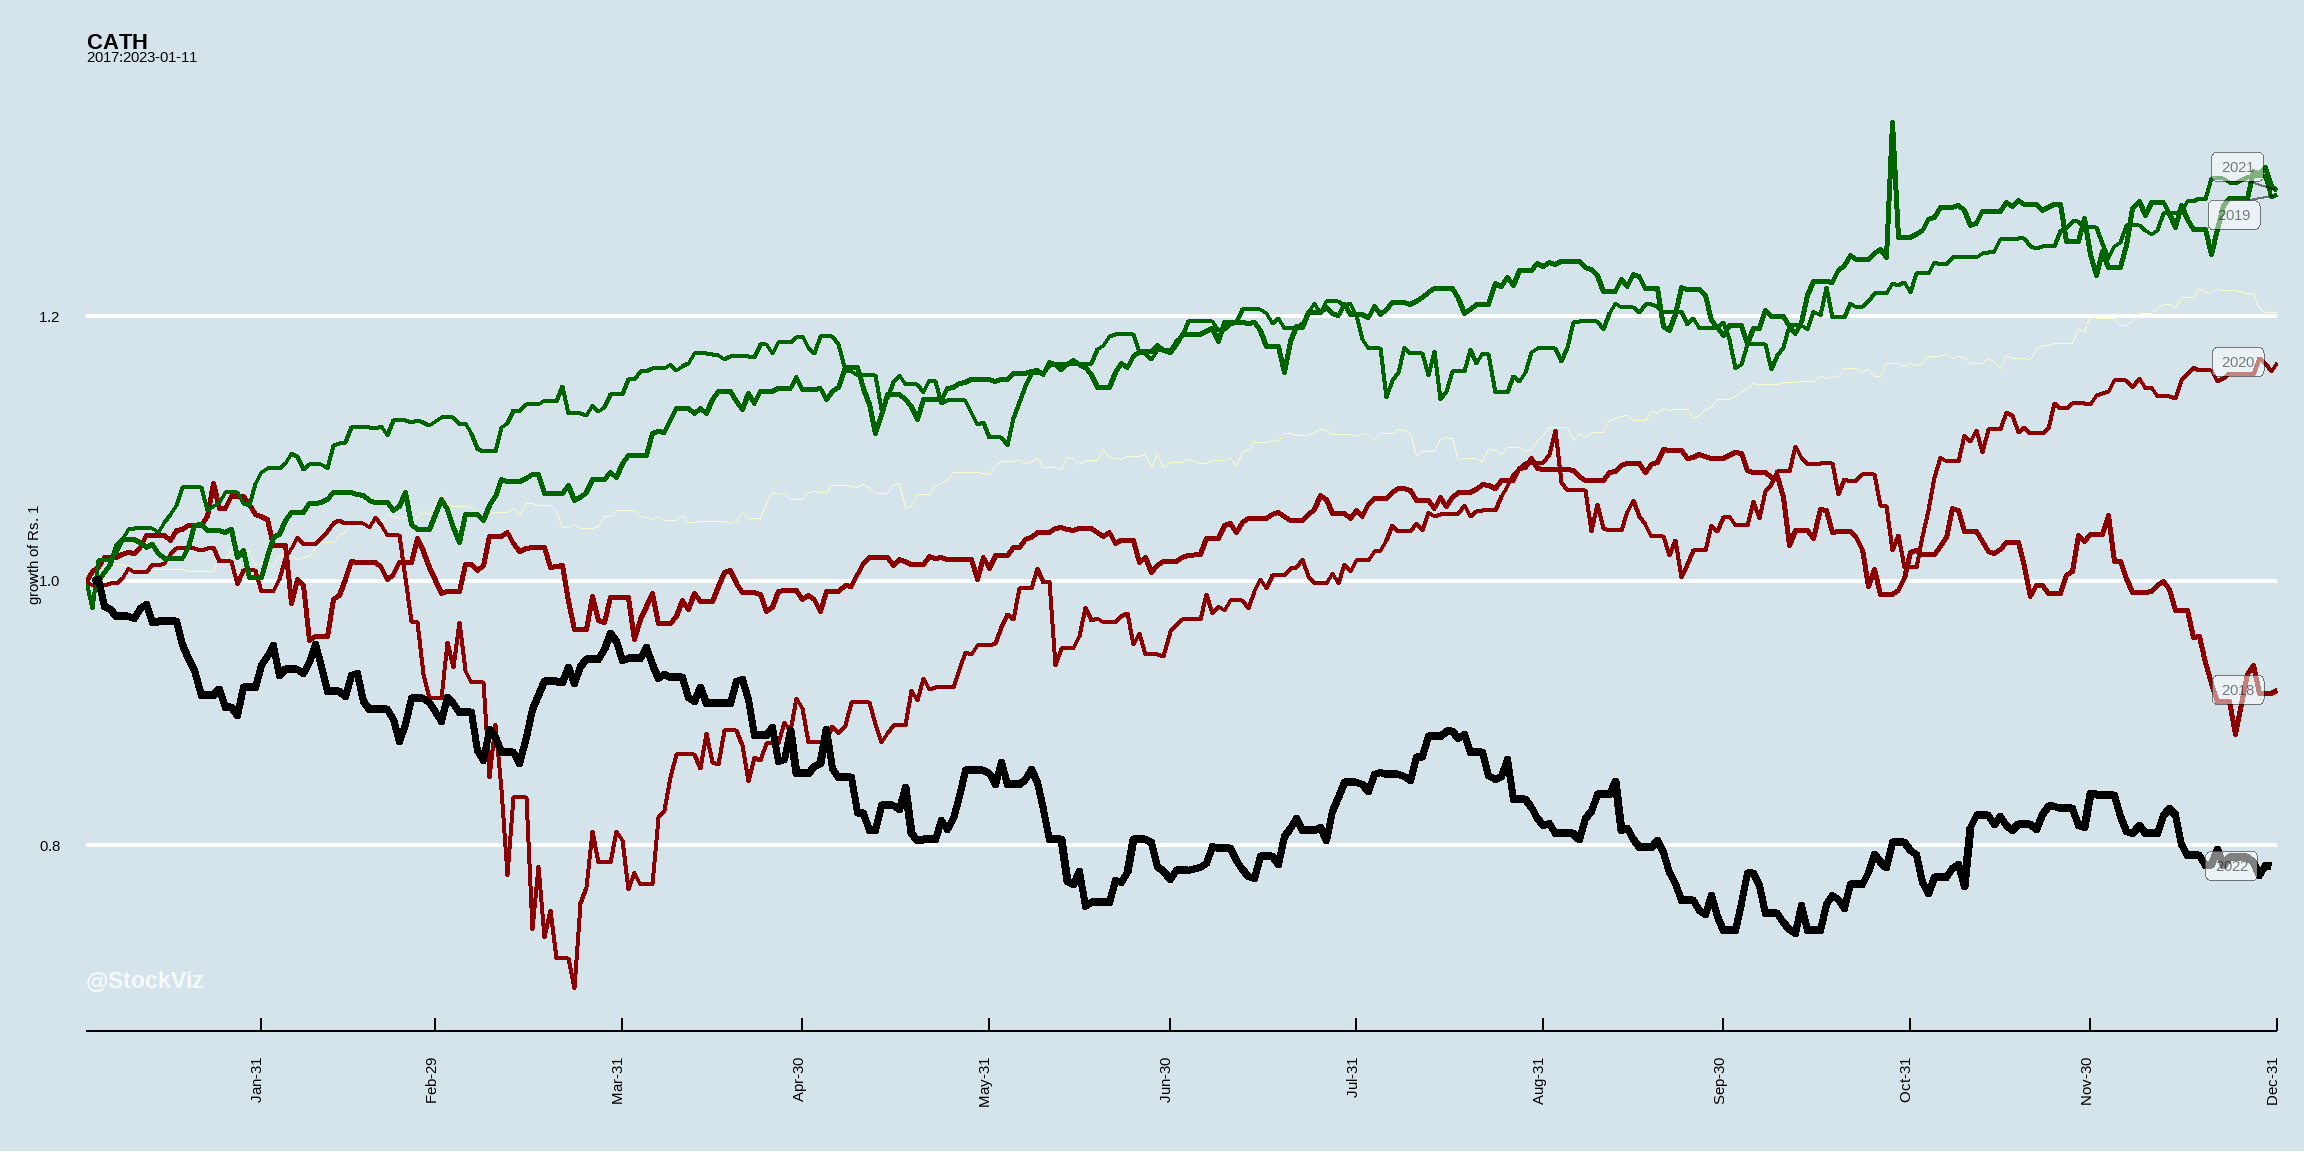 CATH
2017:2023-01-11
2021
2019
1.2
2020
growth of Rs. 1
1.0
2018
0.8
2022
@StockViz
Jan-31
Feb-29
Mar-31
Apr-30
May-31
Jun-30
Jul-31
Aug-31
Sep-30
Oct-31
Nov-30
Dec-31